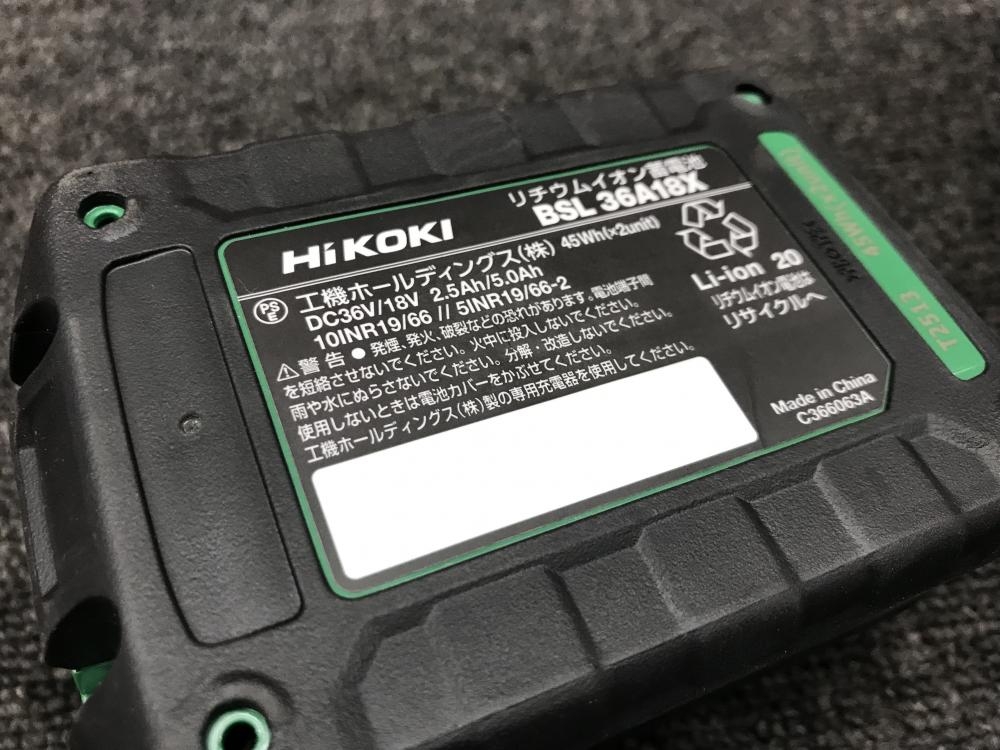 リチウムイオン蓄電池
HiKOKI BSL 36A18X
PSE 工機ホールディングス(株) 45Wh(×2unit)
DC36V/18V 2.5Ah/5.0Ah
10INR19/66 // 5INR19/66-2
⚠警告 ● 発煙、発火、破裂などの恐れがあります。電池端子間
を短絡させないでください。火中に投入しないでください。
雨や水にぬらさないでください。分解・改造しないでください。
使用しないときは電池カバーをかぶせてください。
工機ホールディングス(株)製の専用充電器を使用してください。
Li-ion 20
リチウムイオン電池は
リサイクルへ
Made in China
C366063A
45Wh(×2unit)
T2513